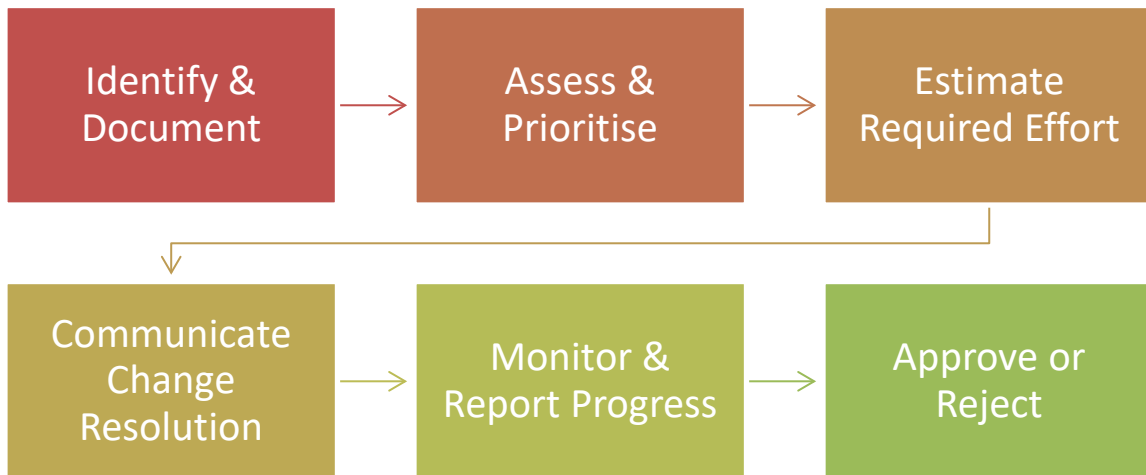 Identify &
Document
Assess &
Prioritise
Estimate
Required Effort
Communicate
Change
Resolution
Monitor &
Report Progress
Approve or
Reject